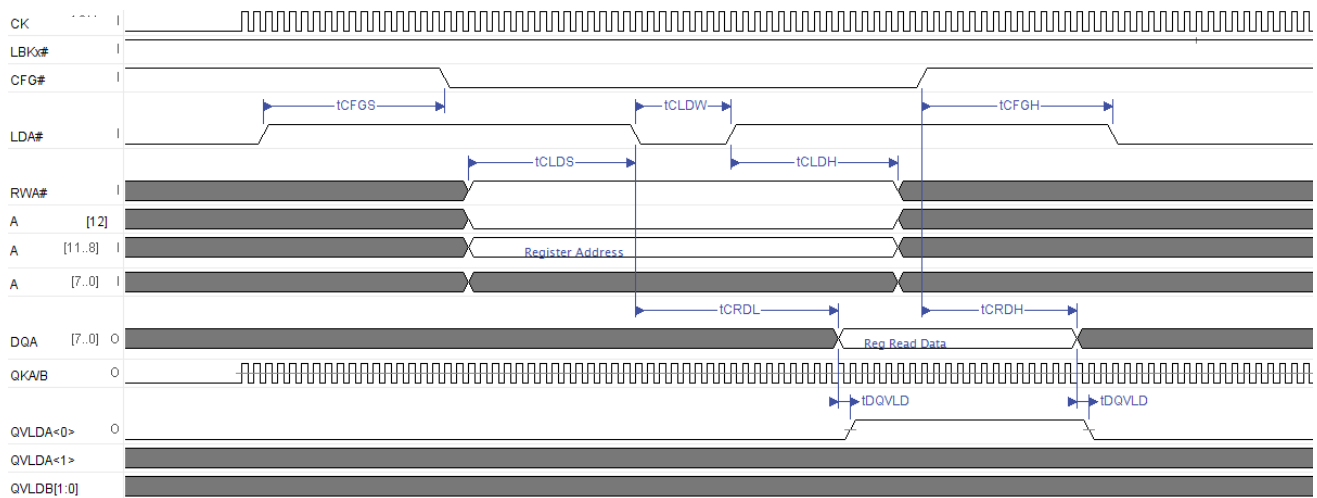 CK I
LBKx# I
CFG# I
tCFGS tCLDW tCFGH
LDA# I
tCLDS tCLDH
RWA# I
A [12]
A [11..8] I
Register Address
A [7..0] I
tCRDL tCRDH
DQA [7..0] O
Reg Read Data
QKA/B O
tDQVLD tDQVLD
QVLDA<0> O
QVLDA<1>
QVLDB[1:0]